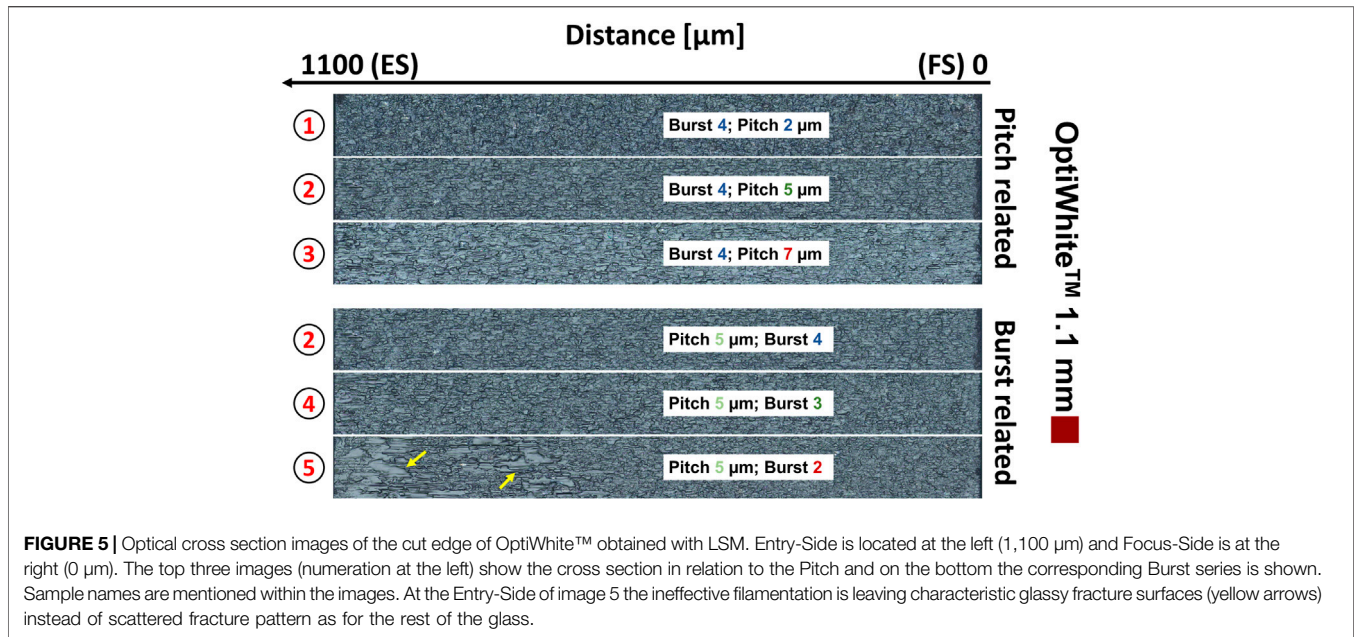 Distance [µm]
1100 (ES) (FS) 0
1 Burst 4; Pitch 2 µm
2 Burst 4; Pitch 5 µm
3 Burst 4; Pitch 7 µm
Pitch related
2 Pitch 5 µm; Burst 4
4 Pitch 5 µm; Burst 3
5 Pitch 5 µm; Burst 2
Burst related
OptiWhite™ 1.1 mm
FIGURE 5 | Optical cross section images of the cut edge of OptiWhite™ obtained with LSM. Entry-Side is located at the left (1,100 µm) and Focus-Side is at the
right (0 µm). The top three images (numeration at the left) show the cross section in relation to the Pitch and on the bottom the corresponding Burst series is shown.
Sample names are mentioned within the images. At the Entry-Side of image 5 the ineffective filamentation is leaving characteristic glassy fracture surfaces (yellow arrows)
instead of scattered fracture pattern as for the rest of the glass.